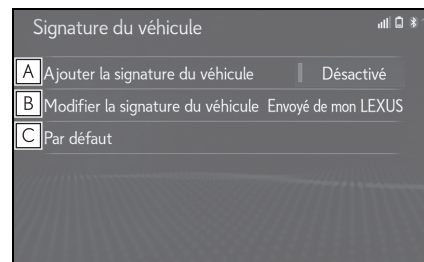 Signature du véhicule
A Ajouter la signature du véhicule Désactivé
B Modifier la signature du véhicule Envoyé de mon LEXUS
C Par défaut